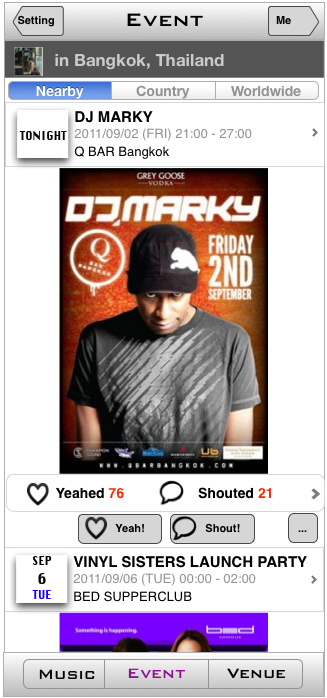 Setting
EVENT
Me
in Bangkok, Thailand
Nearby
Country
Worldwide
TONIGHT
DJ MARKY
2011/09/02 (FRI) 21:00 - 27:00
Q BAR Bangkok
GREY GOOSE
VODKA
DJ MARKY
Q
BAR
BANGKOK
FRIDAY
2ND
SEPTEMBER
WWW.QBARBANGKOK.COM
Yeahed 76
Shouted 21
Yeah!
Shout!
...
SEP
6
TUE
VINYL SISTERS LAUNCH PARTY
2011/09/06 (TUE) 00:00 - 02:00
BED SUPPERCLUB
Something is happening.
bed
SUPPERCLUB
MUSIC
EVENT
VENUE